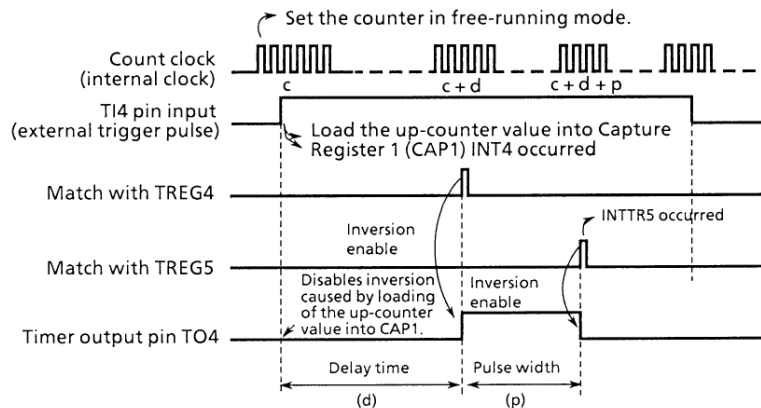 Set the counter in free-running mode.
Count clock
(internal clock)
c
c + d
c + d + p
TI4 pin input
(external trigger pulse)
Load the up-counter value into Capture
Register 1 (CAP1) INT4 occurred
Match with TREG4
INTTR5 occurred
Inversion
enable
Match with TREG5
Disables inversion
caused by loading
of the up-counter
value into CAP1.
Inversion
enable
Timer output pin TO4
Delay time
(d)
Pulse width
(p)